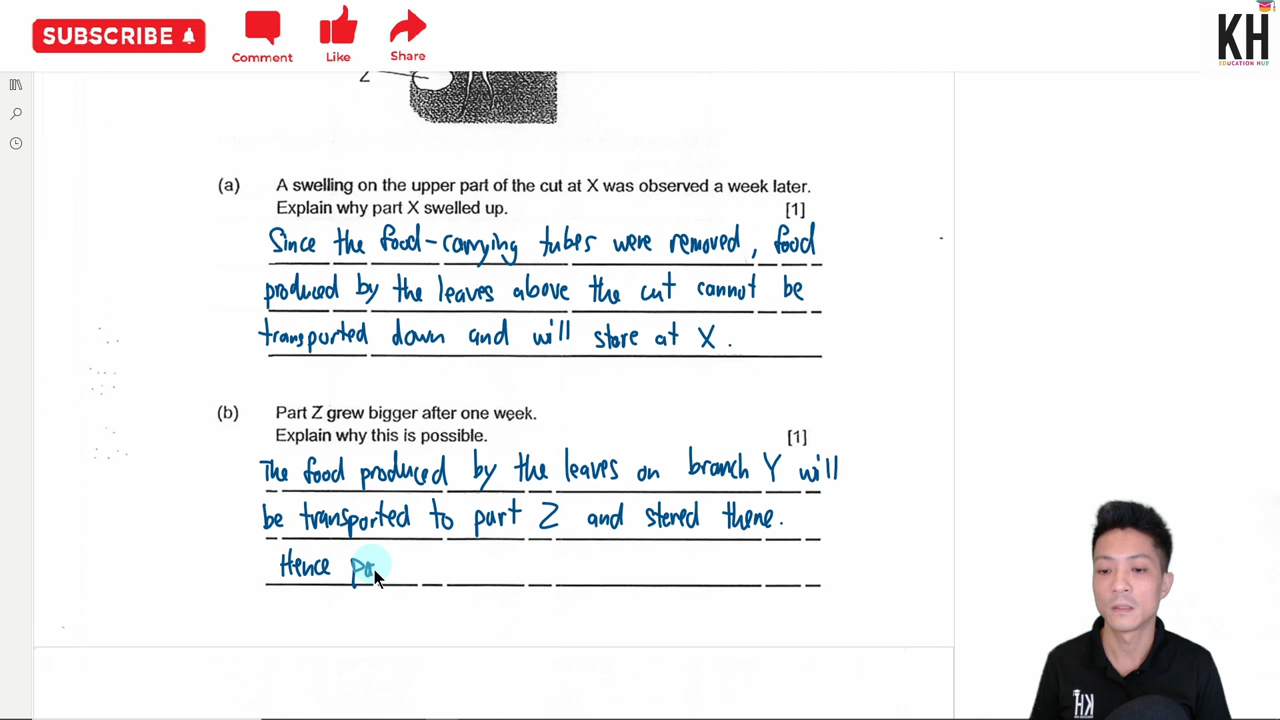 SUBSCRIBE
Comment
Like
Share
KH
EDUCATION HUB
Z
(a) A swelling on the upper part of the cut at X was observed a week later.
Explain why part X swelled up. [1]
Since the food-carrying tubes were removed, food
produced by the leaves above the cut cannot be
transported down and will store at X.
(b) Part Z grew bigger after one week.
Explain why this is possible. [1]
The food produced by the leaves on branch Y will
be transported to part Z and stored there.
Hence pa
KH